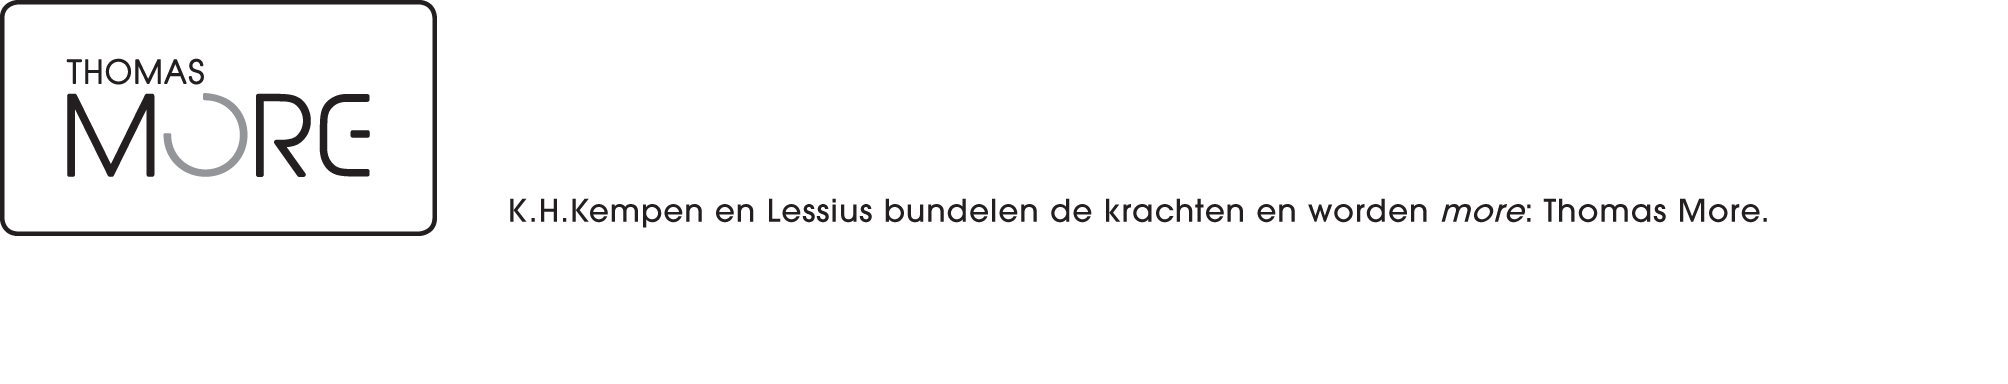 THOMAS
MORE
K.H.Kempen en Lessius bundelen de krachten en worden more: Thomas More.